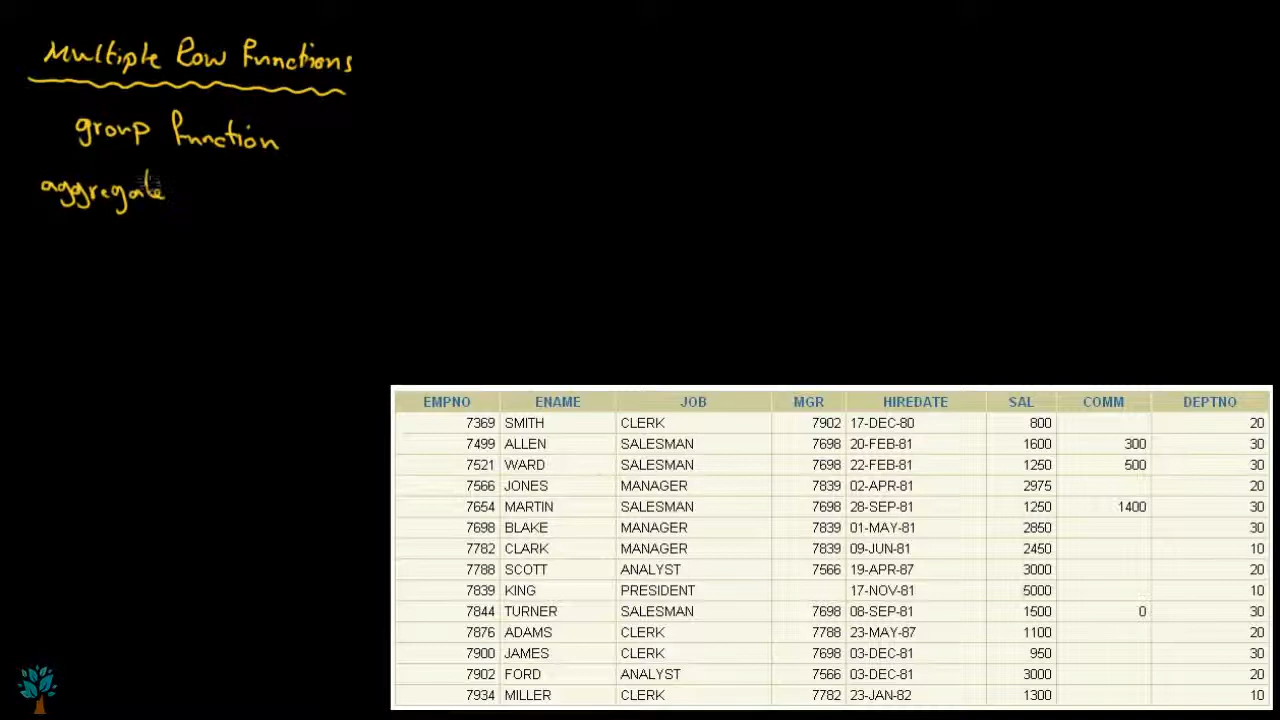 Multiple Row Functions
group function
aggregate
EMPNO ENAME JOB MGR HIREDATE SAL COMM DEPTNO
7369 SMITH CLERK 7902 17-DEC-80 800 20
7499 ALLEN SALESMAN 7698 20-FEB-81 1600 300 30
7521 WARD SALESMAN 7698 22-FEB-81 1250 500 30
7566 JONES MANAGER 7839 02-APR-81 2975 20
7654 MARTIN SALESMAN 7698 28-SEP-81 1250 1400 30
7698 BLAKE MANAGER 7839 01-MAY-81 2850 30
7782 CLARK MANAGER 7839 09-JUN-81 2450 10
7788 SCOTT ANALYST 7566 19-APR-87 3000 20
7839 KING PRESIDENT 17-NOV-81 5000 10
7844 TURNER SALESMAN 7698 08-SEP-81 1500 0 30
7876 ADAMS CLERK 7788 23-MAY-87 1100 20
7900 JAMES CLERK 7698 03-DEC-81 950 30
7902 FORD ANALYST 7566 03-DEC-81 3000 20
7934 MILLER CLERK 7782 23-JAN-82 1300 10